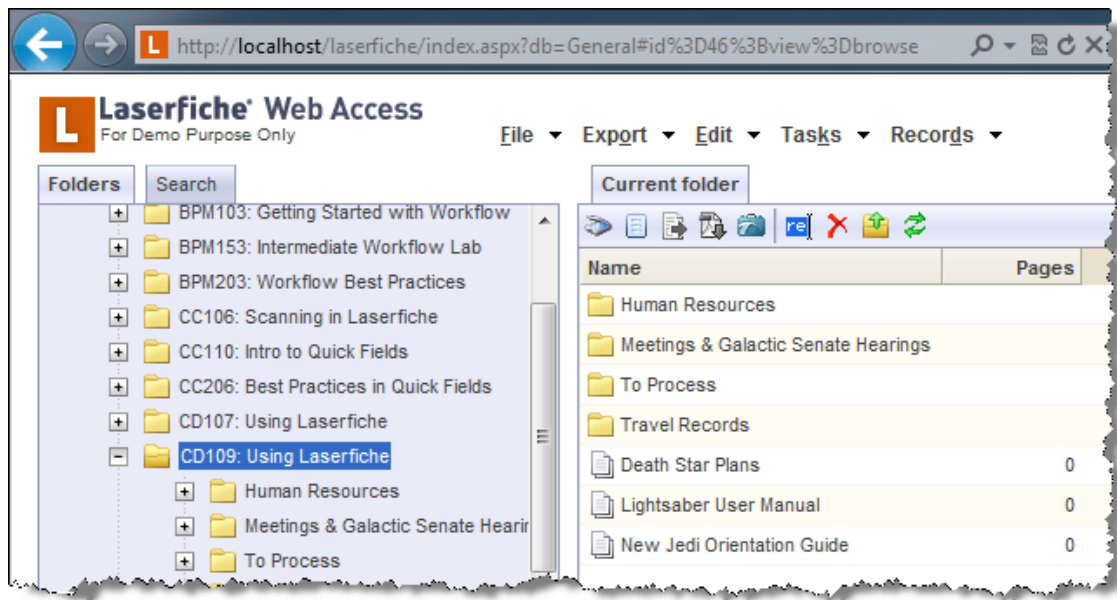 L http://localhost/laserfiche/index.aspx?db=General#id%3D46%3Bview%3Dbrowse
L Laserfiche® Web Access
For Demo Purpose Only
File Export Edit Tasks Records
Folders Search
BPM103: Getting Started with Workflow
BPM153: Intermediate Workflow Lab
BPM203: Workflow Best Practices
CC106: Scanning in Laserfiche
CC110: Intro to Quick Fields
CC206: Best Practices in Quick Fields
CD107: Using Laserfiche
CD109: Using Laserfiche
Human Resources
Meetings & Galactic Senate Hearin
To Process
Current folder
re
Name Pages
Human Resources
Meetings & Galactic Senate Hearings
To Process
Travel Records
Death Star Plans 0
Lightsaber User Manual 0
New Jedi Orientation Guide 0